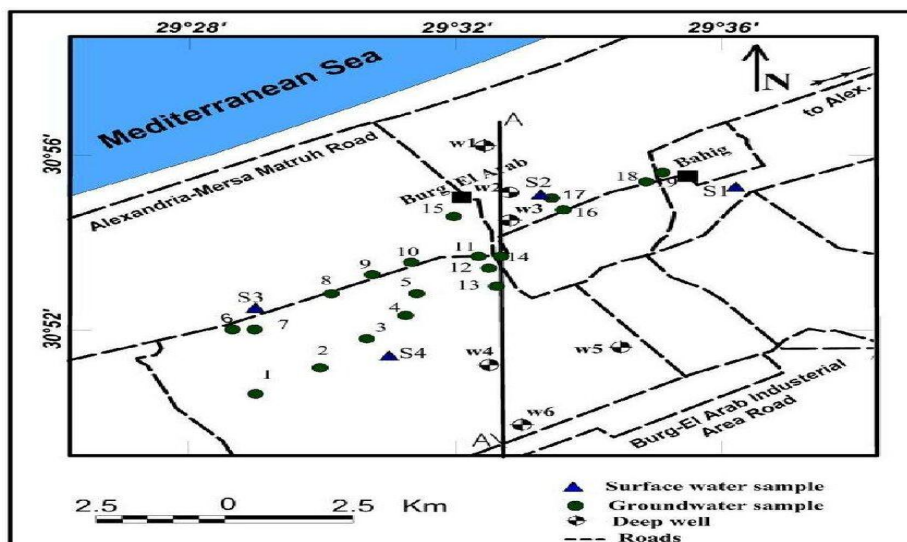 29°28'
29°32'
29°36'
Mediterranean Sea
N
to Alex.
Alexandria-Mersa Matruh Road
A
w1
30°56'
Burg El Arab
w2
S2
17
18
9
Bahig
S1
15
w3
16
10
11
14
9
12
8
5
13
S3
4
6
7
3
30°52'
S4
w4
w5
2
1
w6
A\
Burg-El Arab Industerial
Area Road
2.5
0
2.5
Km
Surface water sample
Groundwater sample
Deep well
Roads